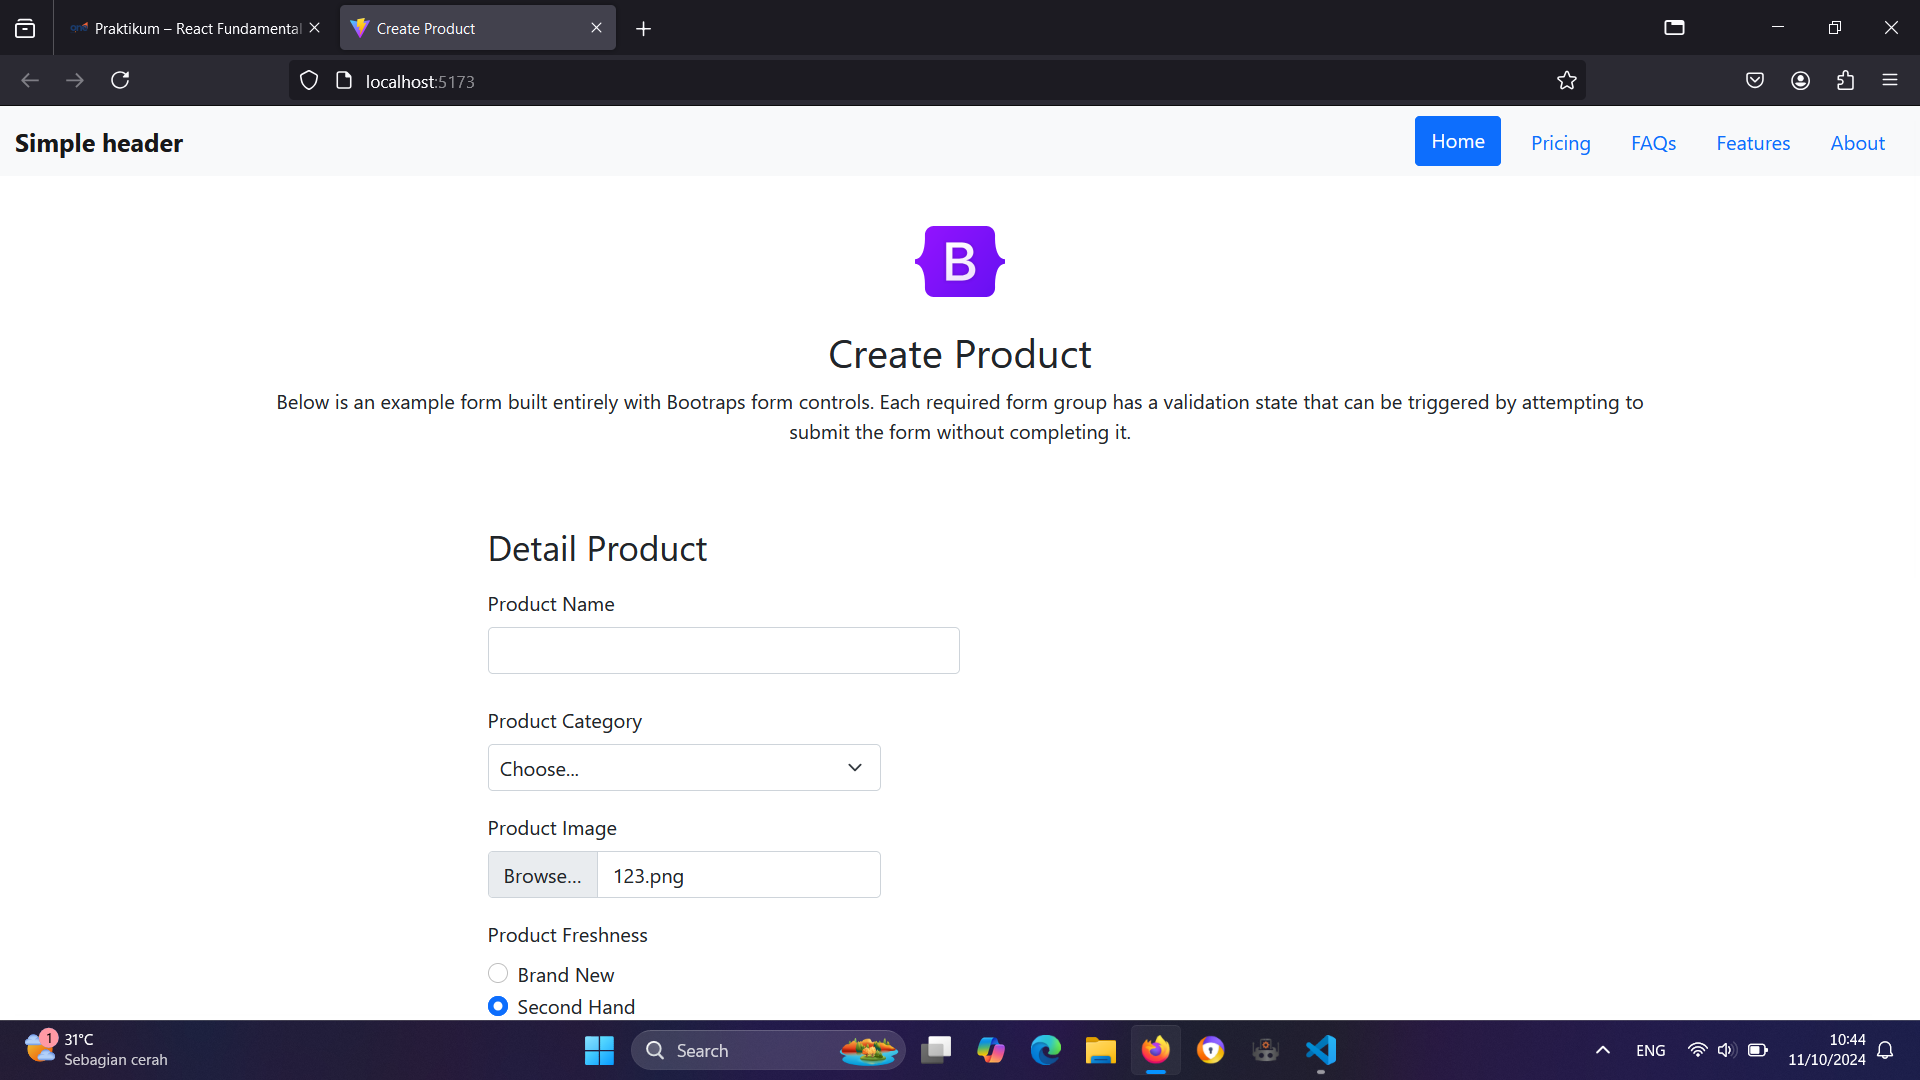 Praktikum – React Fundamental
Create Product
localhost:5173
Simple header
Home
Pricing
FAQs
Features
About
B
Create Product
Below is an example form built entirely with Bootraps form controls. Each required form group has a validation state that can be triggered by attempting to
submit the form without completing it.
Detail Product
Product Name
Product Category
Choose...
Product Image
Browse...
123.png
Product Freshness
Brand New
Second Hand
1
31°C
Sebagian cerah
Search
ENG
10:44
11/10/2024